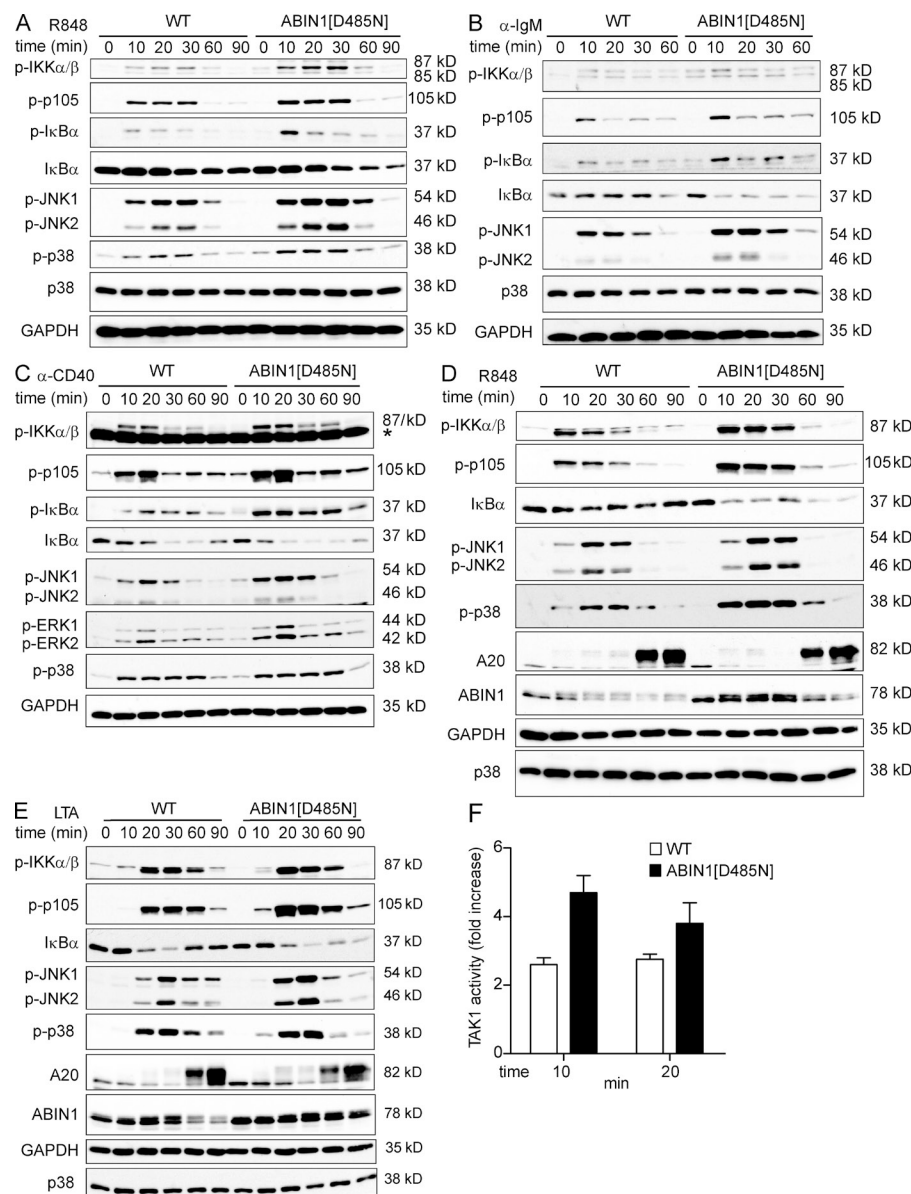 A R848 WT ABIN1[D485N]
time (min) 0 10 20 30 60 90 0 10 20 30 60 90
p-IKKα/β 87 kD
85 kD
p-p105 105 kD
p-IκBα 37 kD
IκBα 37 kD
p-JNK1 54 kD
p-JNK2 46 kD
p-p38 38 kD
p38 38 kD
GAPDH 35 kD
B α-IgM WT ABIN1[D485N]
time (min) 0 10 20 30 60 0 10 20 30 60
p-IKKα/β 87 kD
85 kD
p-p105 105 kD
p-IκBα 37 kD
IκBα 37 kD
p-JNK1 54 kD
p-JNK2 46 kD
p38 38 kD
GAPDH 35 kD
C α-CD40 WT ABIN1[D485N]
time (min) 0 10 20 30 60 90 0 10 20 30 60 90
p-IKKα/β 87/kD
*
p-p105 105 kD
p-IκBα 37 kD
IκBα 37 kD
p-JNK1 54 kD
p-JNK2 46 kD
p-ERK1 44 kD
p-ERK2 42 kD
p-p38 38 kD
GAPDH 35 kD
D R848 WT ABIN1[D485N]
time (min) 0 10 20 30 60 90 0 10 20 30 60 90
p-IKKα/β 87 kD
p-p105 105 kD
IκBα 37 kD
p-JNK1 54 kD
p-JNK2 46 kD
p-p38 38 kD
A20 82 kD
ABIN1 78 kD
GAPDH 35 kD
p38 38 kD
E LTA WT ABIN1[D485N]
time (min) 0 10 20 30 60 90 0 10 20 30 60 90
p-IKKα/β 87 kD
p-p105 105 kD
IκBα 37 kD
p-JNK1 54 kD
p-JNK2 46 kD
p-p38 38 kD
A20 82 kD
ABIN1 78 kD
GAPDH 35 kD
p38 38 kD
F
WT
ABIN1[D485N]
TAK1 activity (fold increase)
6
4
2
0
time 10 20
min